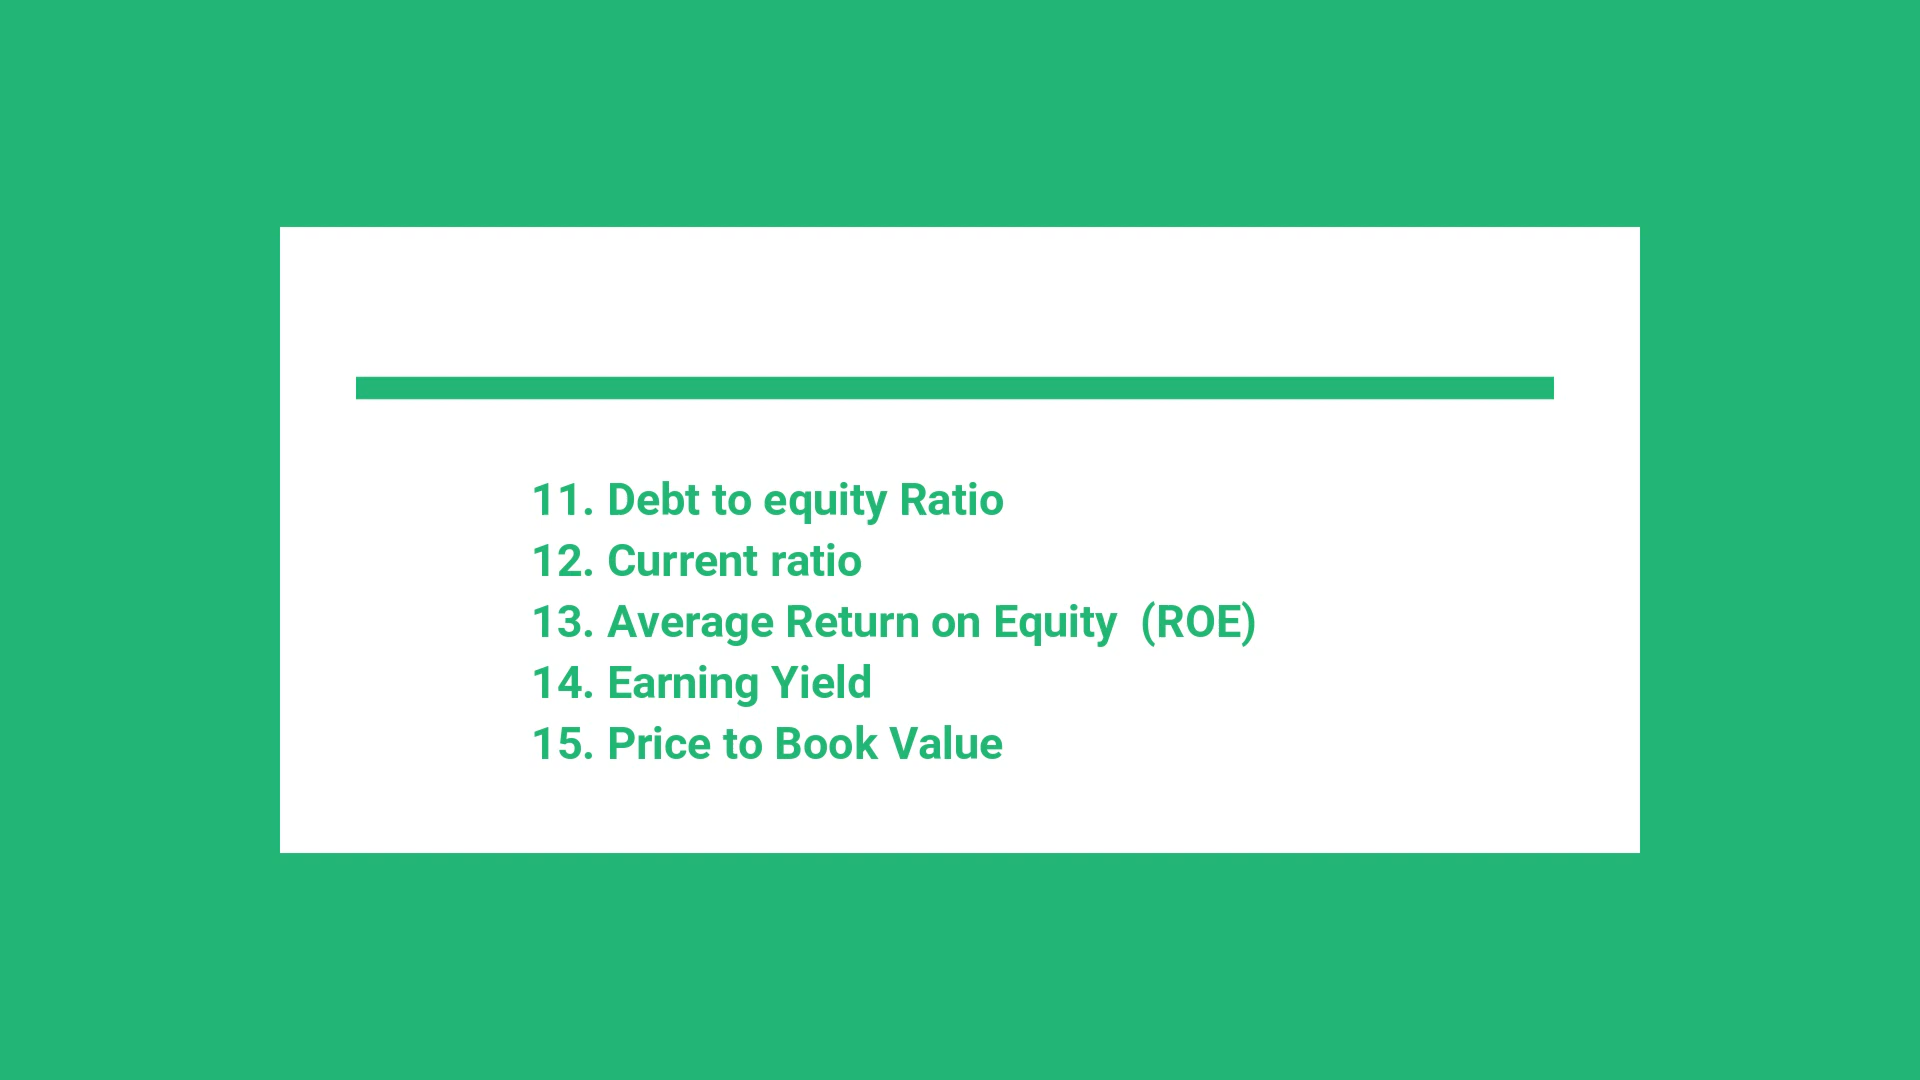 11. Debt to equity Ratio
12. Current ratio
13. Average Return on Equity  (ROE)
14. Earning Yield
15. Price to Book Value